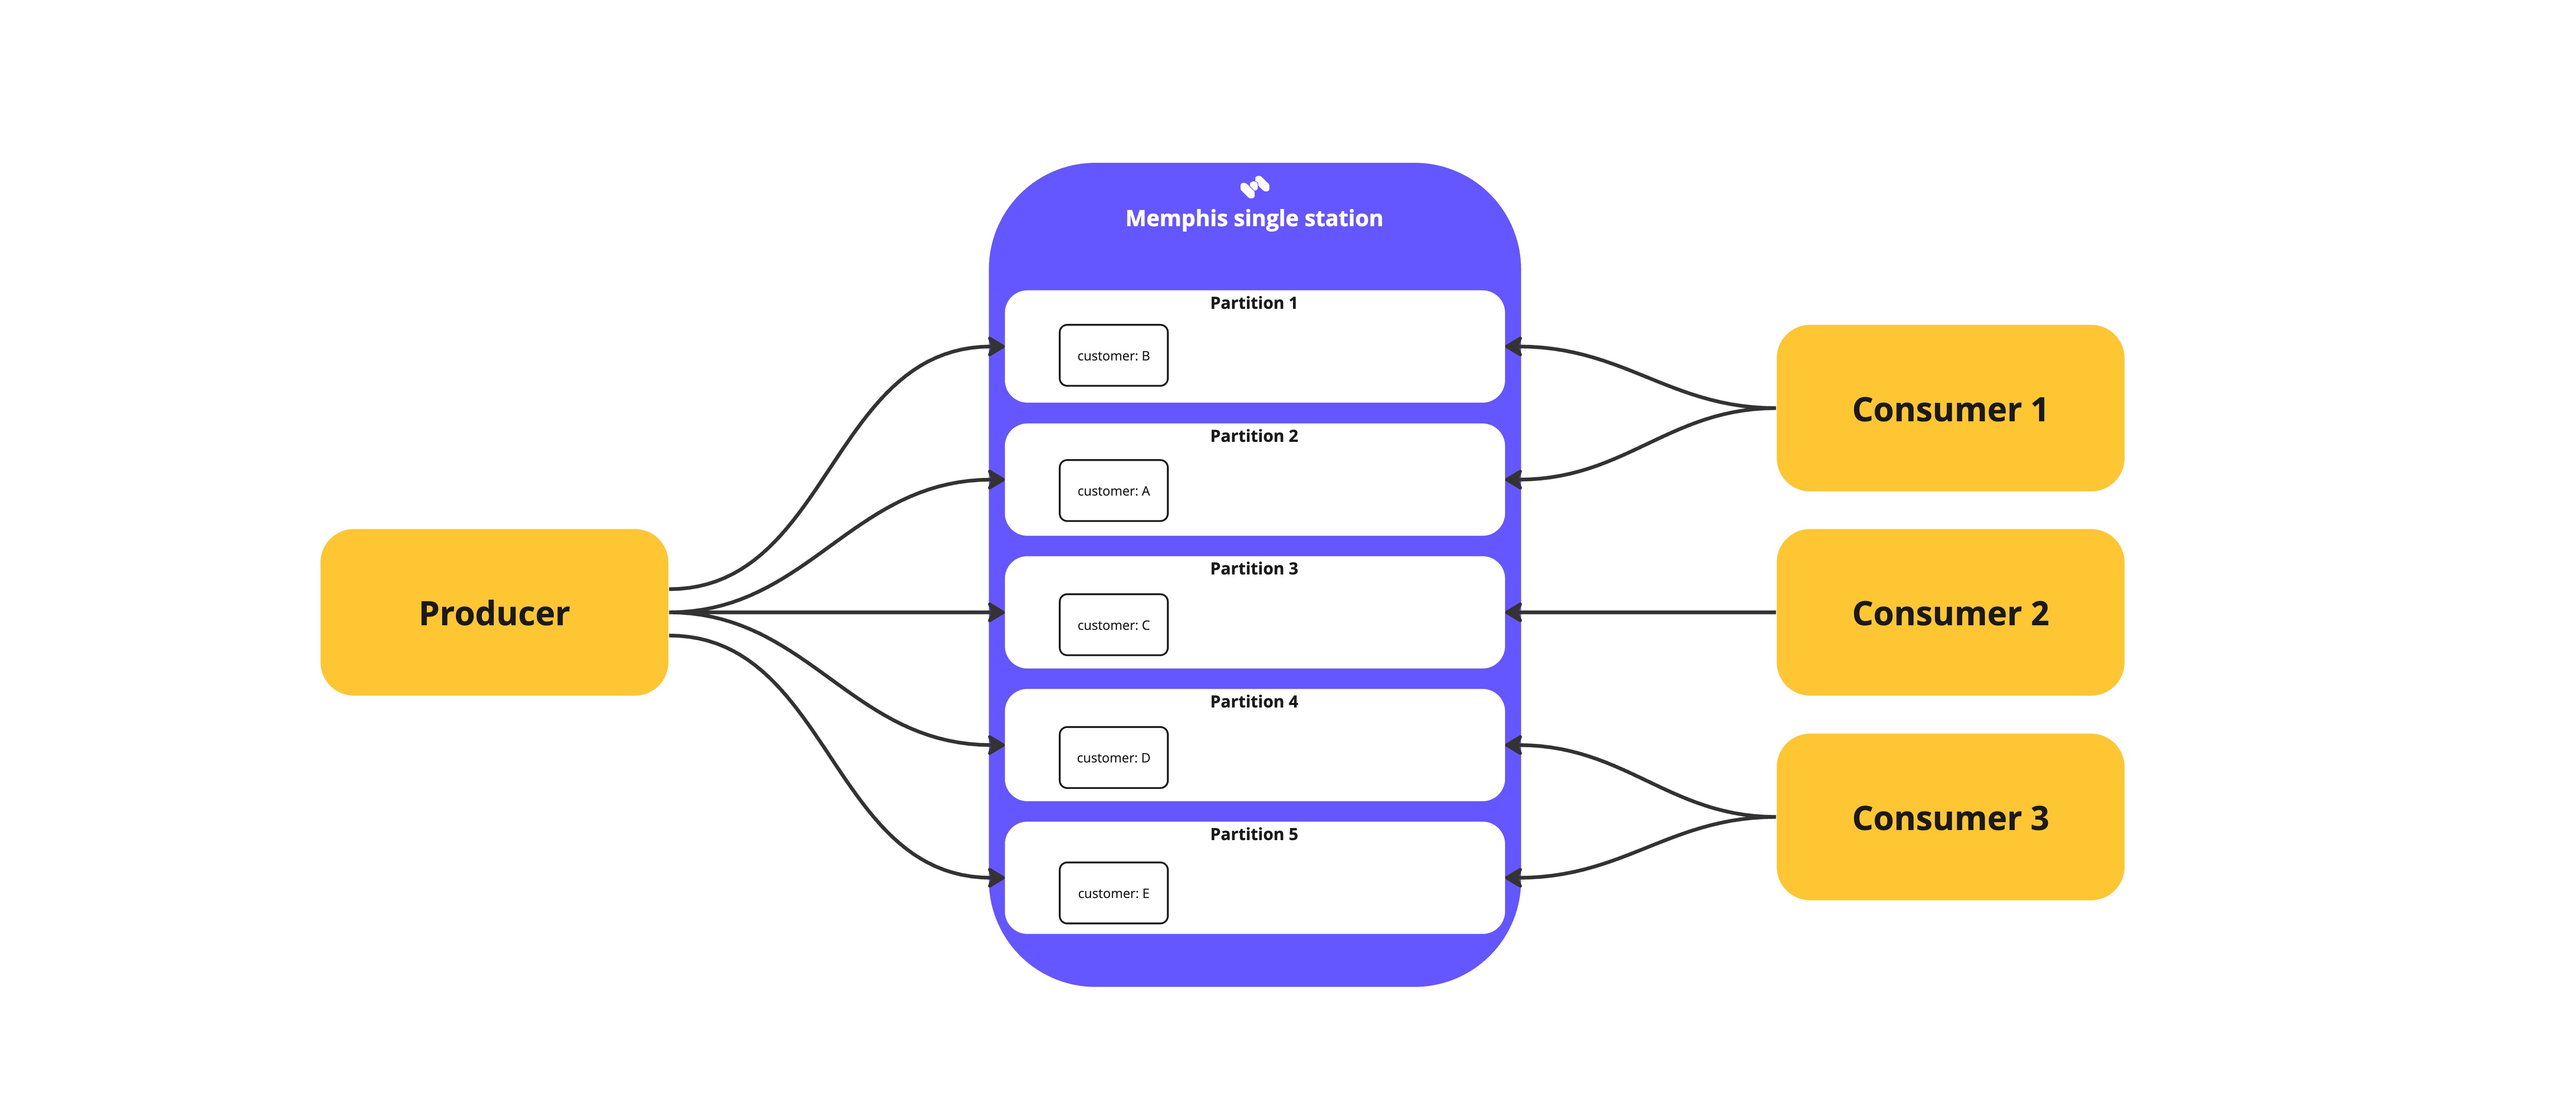 Memphis single station
Producer
Partition 1
customer: B
Partition 2
customer: A
Partition 3
customer: C
Partition 4
customer: D
Partition 5
customer: E
Consumer 1
Consumer 2
Consumer 3